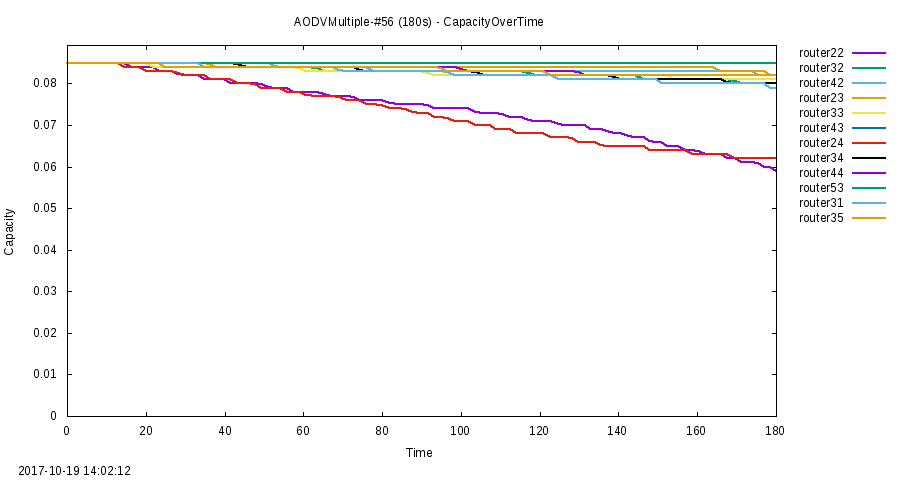 AODVMultiple-#56 (180s) - CapacityOverTime
router22
router32
router42
router23
router33
router43
router24
router34
router44
router53
router31
router35
0.08
0.07
0.06
0.05
0.04
0.03
0.02
0.01
0
Capacity
0 20 40 60 80 100 120 140 160 180
Time
2017-10-19 14:02:12